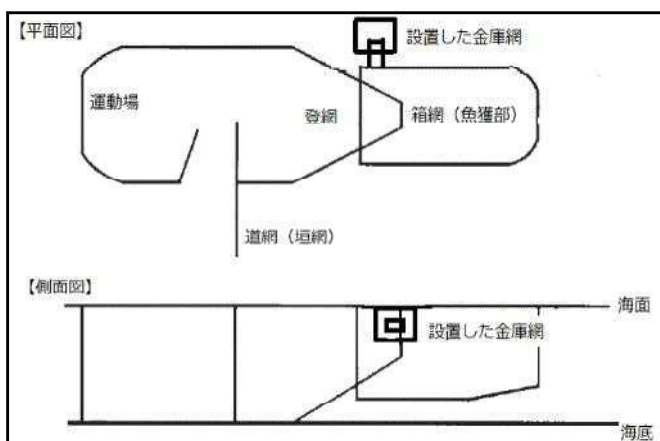 【平面図】
設置した金庫網
運動場
登網
箱網（魚獲部）
道網（垣網）
【側面図】
海面
設置した金庫網
海底